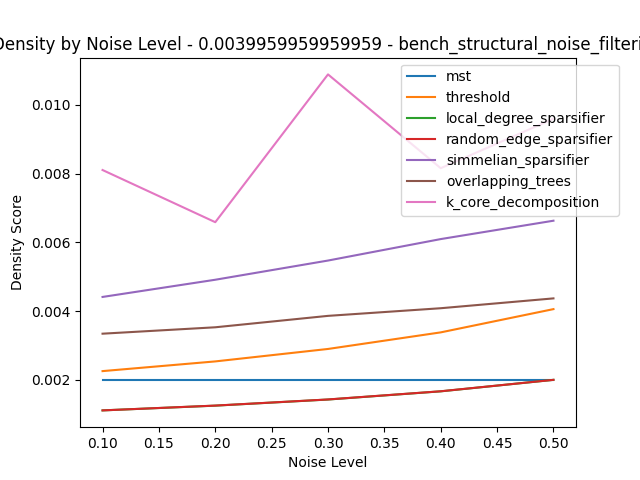 Density by Noise Level - 0.0039959959959959 - bench_structural_noise_filteri
mst
threshold
local_degree_sparsifier
random_edge_sparsifier
simmelian_sparsifier
overlapping_trees
k_core_decomposition
Density Score
0.010
0.008
0.006
0.004
0.002
0.10 0.15 0.20 0.25 0.30 0.35 0.40 0.45 0.50
Noise Level